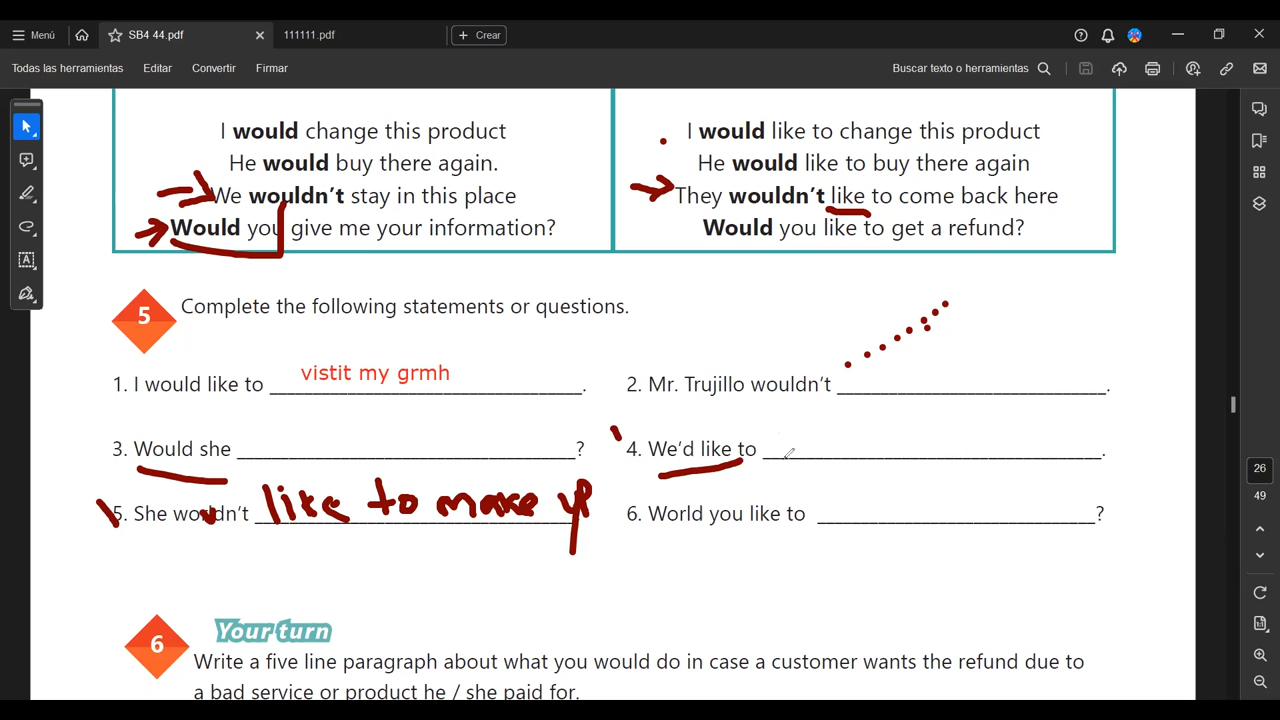 Menú
SB4 44.pdf
111111.pdf
Crear
Todas las herramientas
Editar
Convertir
Firmar
Buscar texto o herramientas
I would change this product
He would buy there again.
We wouldn't stay in this place
Would you give me your information?
I would like to change this product
He would like to buy there again
They wouldn't like to come back here
Would you like to get a refund?
5
Complete the following statements or questions.
vistit my grmh
1. I would like to ______________________________.
2. Mr. Trujillo wouldn't __________________________.
3. Would she ________________________________?
4. We'd like to ________________________________.
5. She wouldn't like to make
6. World you like to __________________________?
6
Your turn
Write a five line paragraph about what you would do in case a customer wants the refund due to
a bad service or product he / she paid for.
26
49